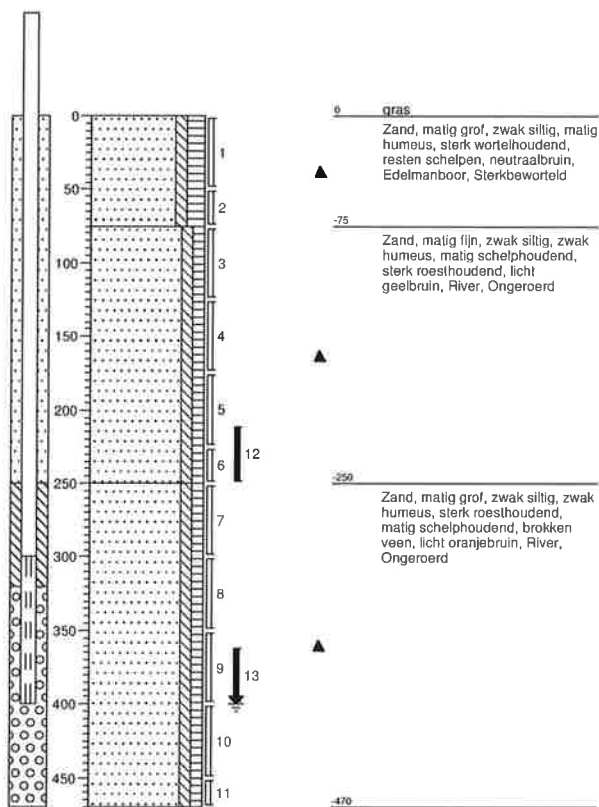 0
gras
Zand, matig grof, zwak siltig, matig
humeus, sterk wortelhoudend,
resten schelpen, neutraalbruin,
Edelmanboor, Sterkbeworteld
-75
Zand, matig fijn, zwak siltig, zwak
humeus, matig schelphoudend,
sterk roesthoudend, licht
geelbruin, River, Ongeroerd
-250
Zand, matig grof, zwak siltig, zwak
humeus, sterk roesthoudend,
matig schelphoudend, brokken
veen, licht oranjebruin, River,
Ongeroerd
-470
0
50
100
150
200
250
300
350
400
450
1
2
3
4
5
6
7
8
9
10
11
12
13